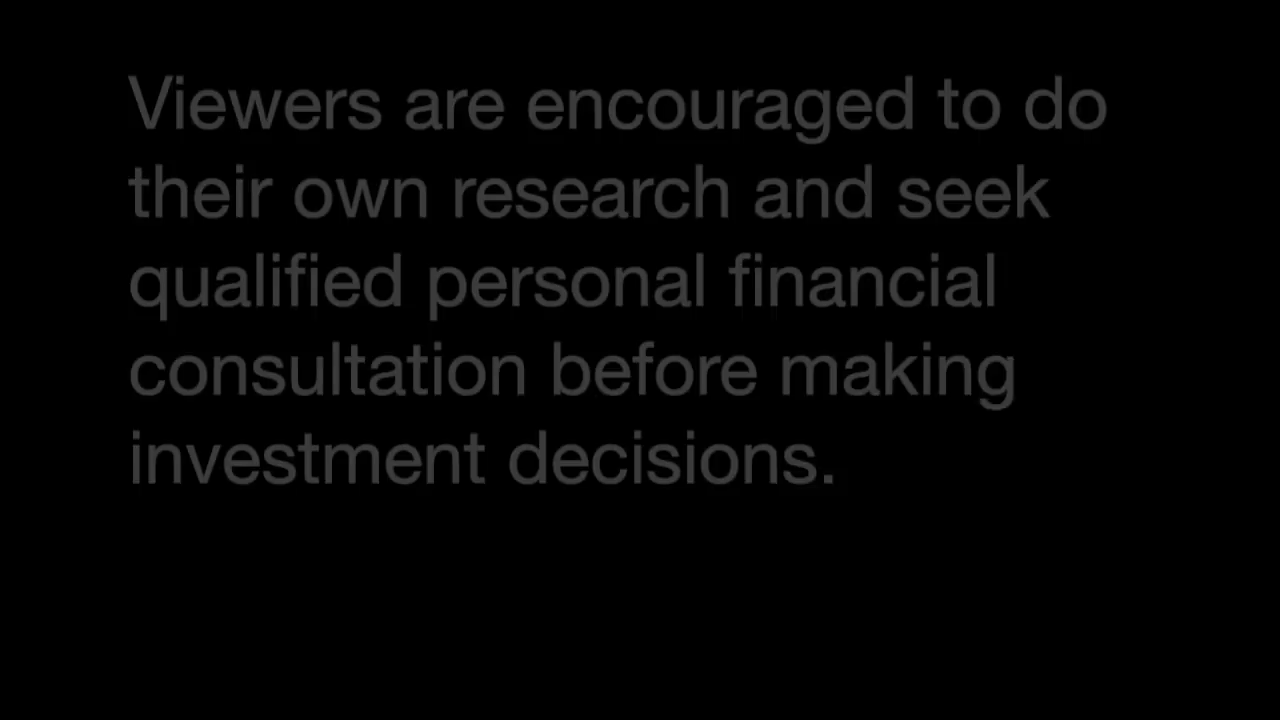 Viewers are encouraged to do
their own research and seek
qualified personal financial
consultation before making
investment decisions.